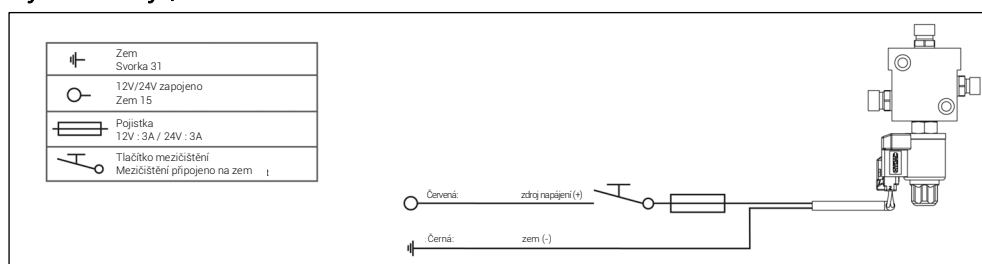 Zem
Svorka 31
12V/24V zapojeno
Zem 15
Pojistka
12V : 3A / 24V : 3A
Tlačítko mezičištění
Mezičištění připojeno na zem
Červená: zdroj napájení (+)
Černá: zem (-)